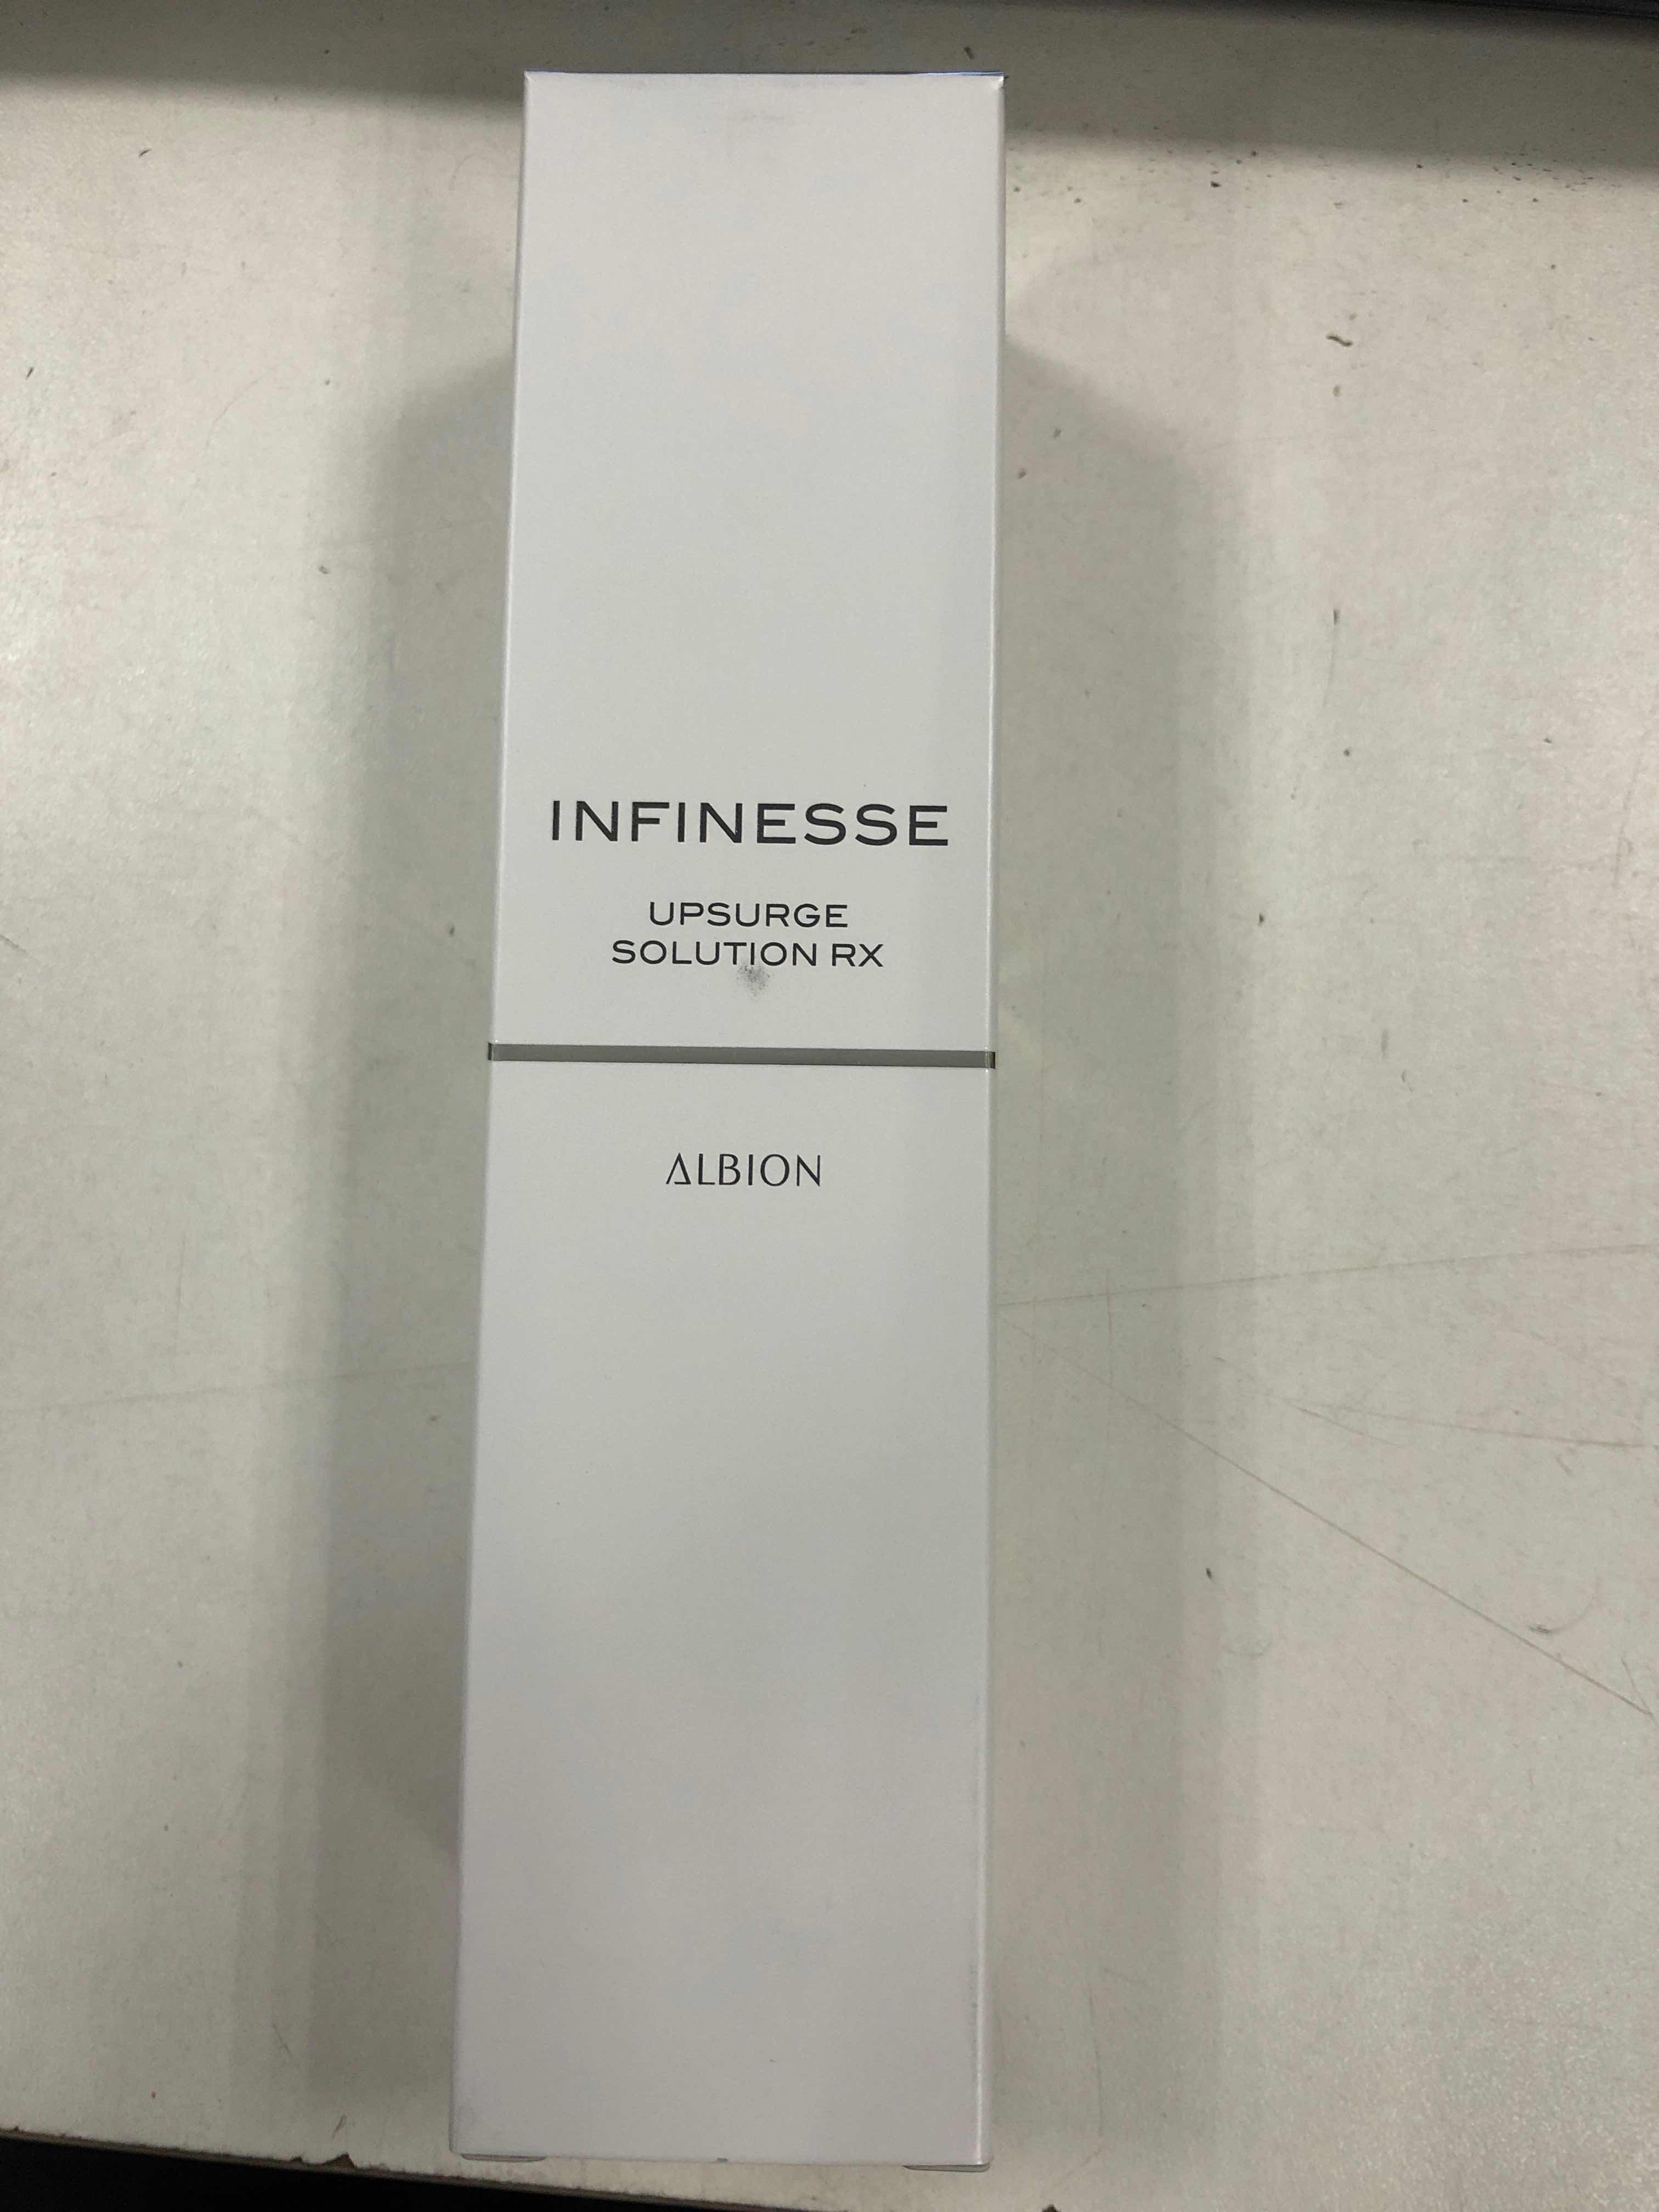 INFINESSE
UPSURGE
SOLUTION RX
ALBION